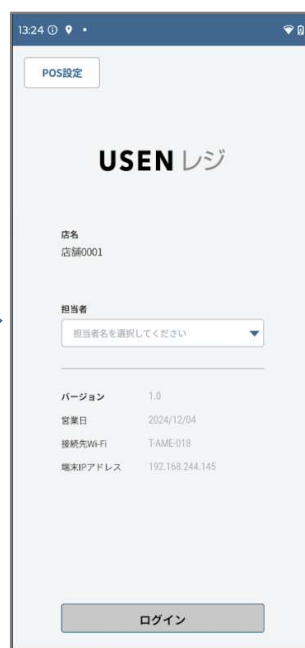 13:24
POS設定
USENレジ
店名
店舗0001
担当者
担当者名を選択してください
バージョン 1.0
営業日 2024/12/04
接続先Wi-Fi T-AME-018
端末IPアドレス 192.168.244.145
ログイン